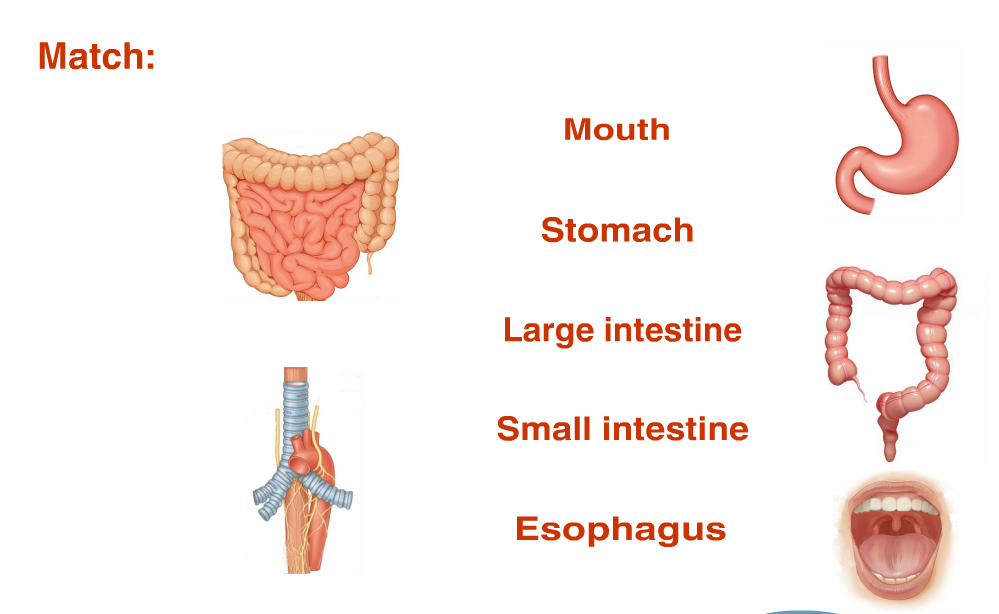 Match:
Mouth
Stomach
Large intestine
Small intestine
Esophagus